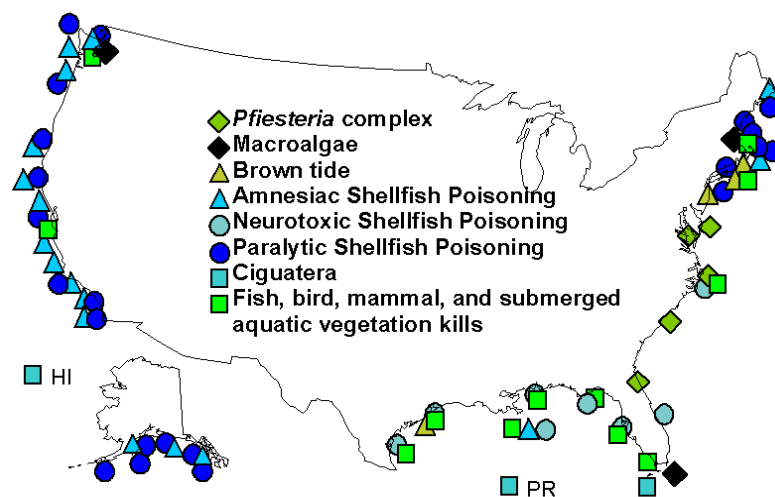 Pfiesteria complex
Macroalgae
Brown tide
Amnesiac Shellfish Poisoning
Neurotoxic Shellfish Poisoning
Paralytic Shellfish Poisoning
Ciguatera
Fish, bird, mammal, and submerged
aquatic vegetation kills
HI
PR